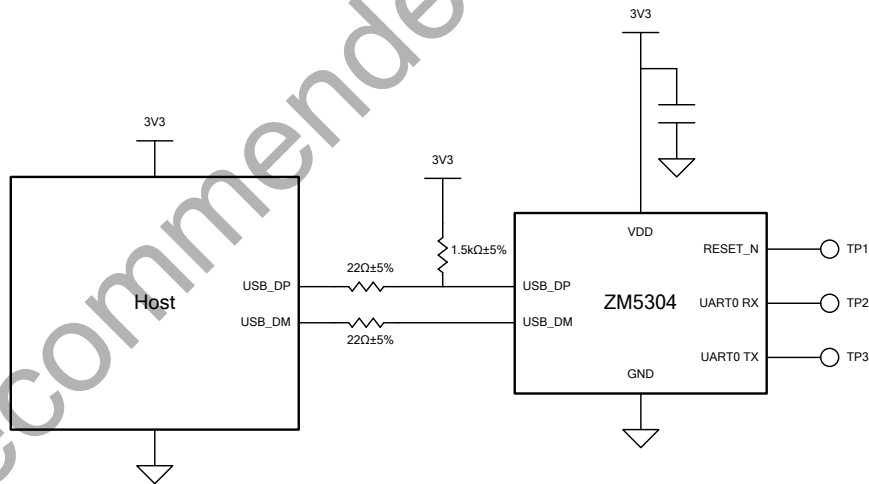 ecommende
3V3
3V3
3V3
VDD
RESET_N
TP1
1.5kΩ±5%
22Ω±5%
USB_DP
USB_DP
Host
ZM5304
UART0 RX
TP2
USB_DM
USB_DM
22Ω±5%
UART0 TX
TP3
GND